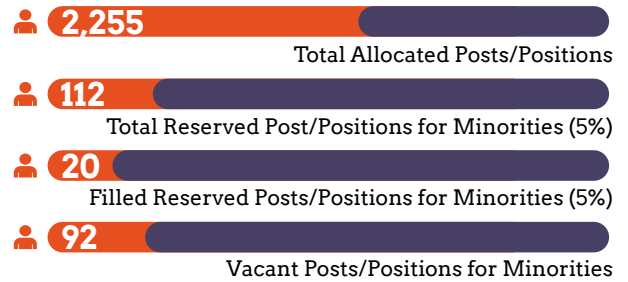 2,255
Total Allocated Posts/Positions
112
Total Reserved Post/Positions for Minorities (5%)
20
Filled Reserved Posts/Positions for Minorities (5%)
92
Vacant Posts/Positions for Minorities